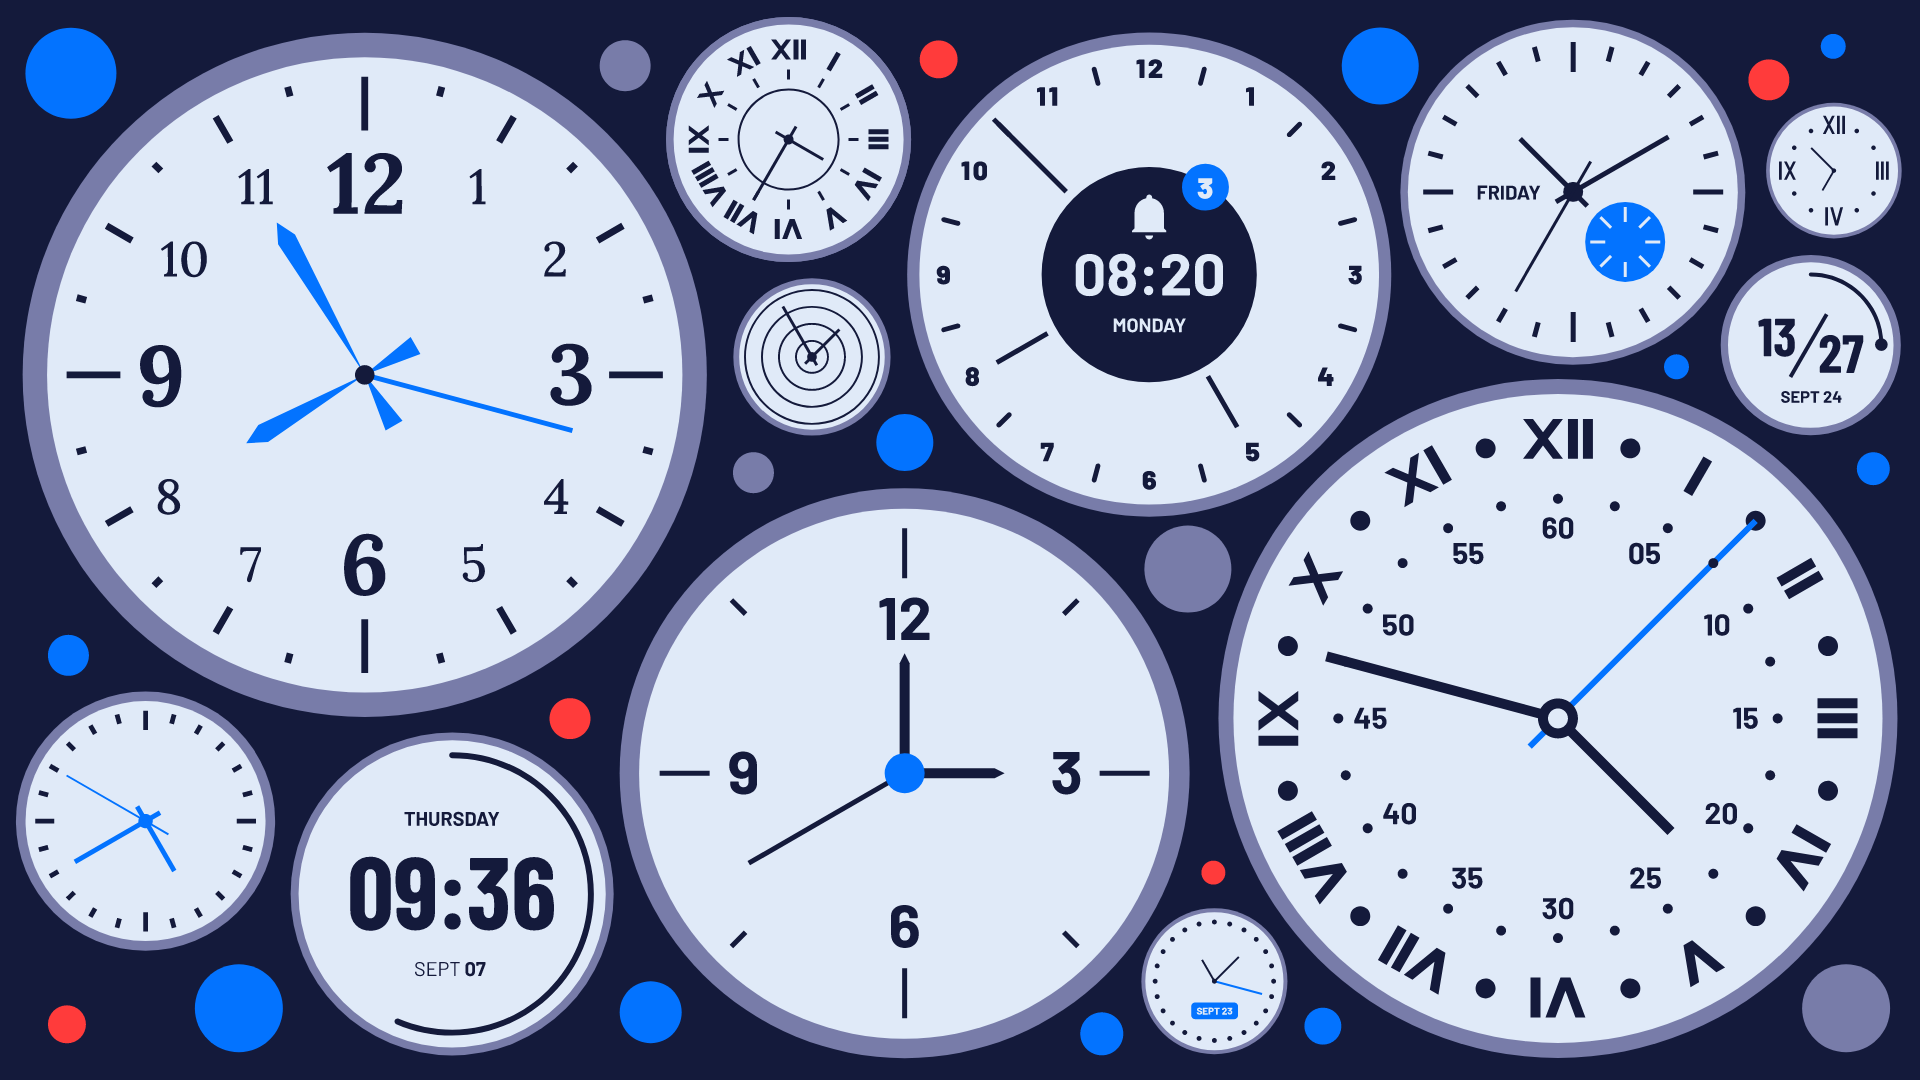 12
1
2
3
4
5
6
7
8
9
10
11
XII
I
II
III
IV
V
VI
VII
VIII
IX
X
XI
12
1
2
3
4
5
6
7
8
9
10
11
3
08:20
MONDAY
FRIDAY
XII
III
IV
IX
13/27
SEPT 24
THURSDAY
09:36
SEPT 07
12
3
6
9
SEPT 23
XII
I
II
III
IV
V
VI
VII
VIII
IX
X
XI
60
05
10
15
20
25
30
35
40
45
50
55